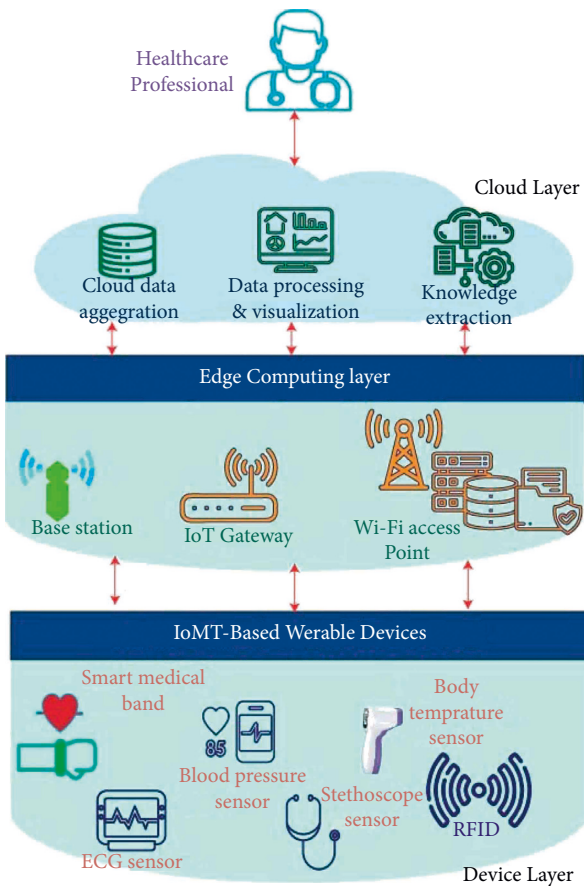 Healthcare
Professional
Cloud Layer
Cloud data
aggegration
Data processing
& visualization
Knowledge
extraction
Edge Computing layer
Base station
IoT Gateway
Wi-Fi access
Point
IoMT-Based Werable Devices
Smart medical
band
Body
temprature
sensor
85
Blood pressure
sensor
Stethoscope
sensor
RFID
ECG sensor
Device Layer